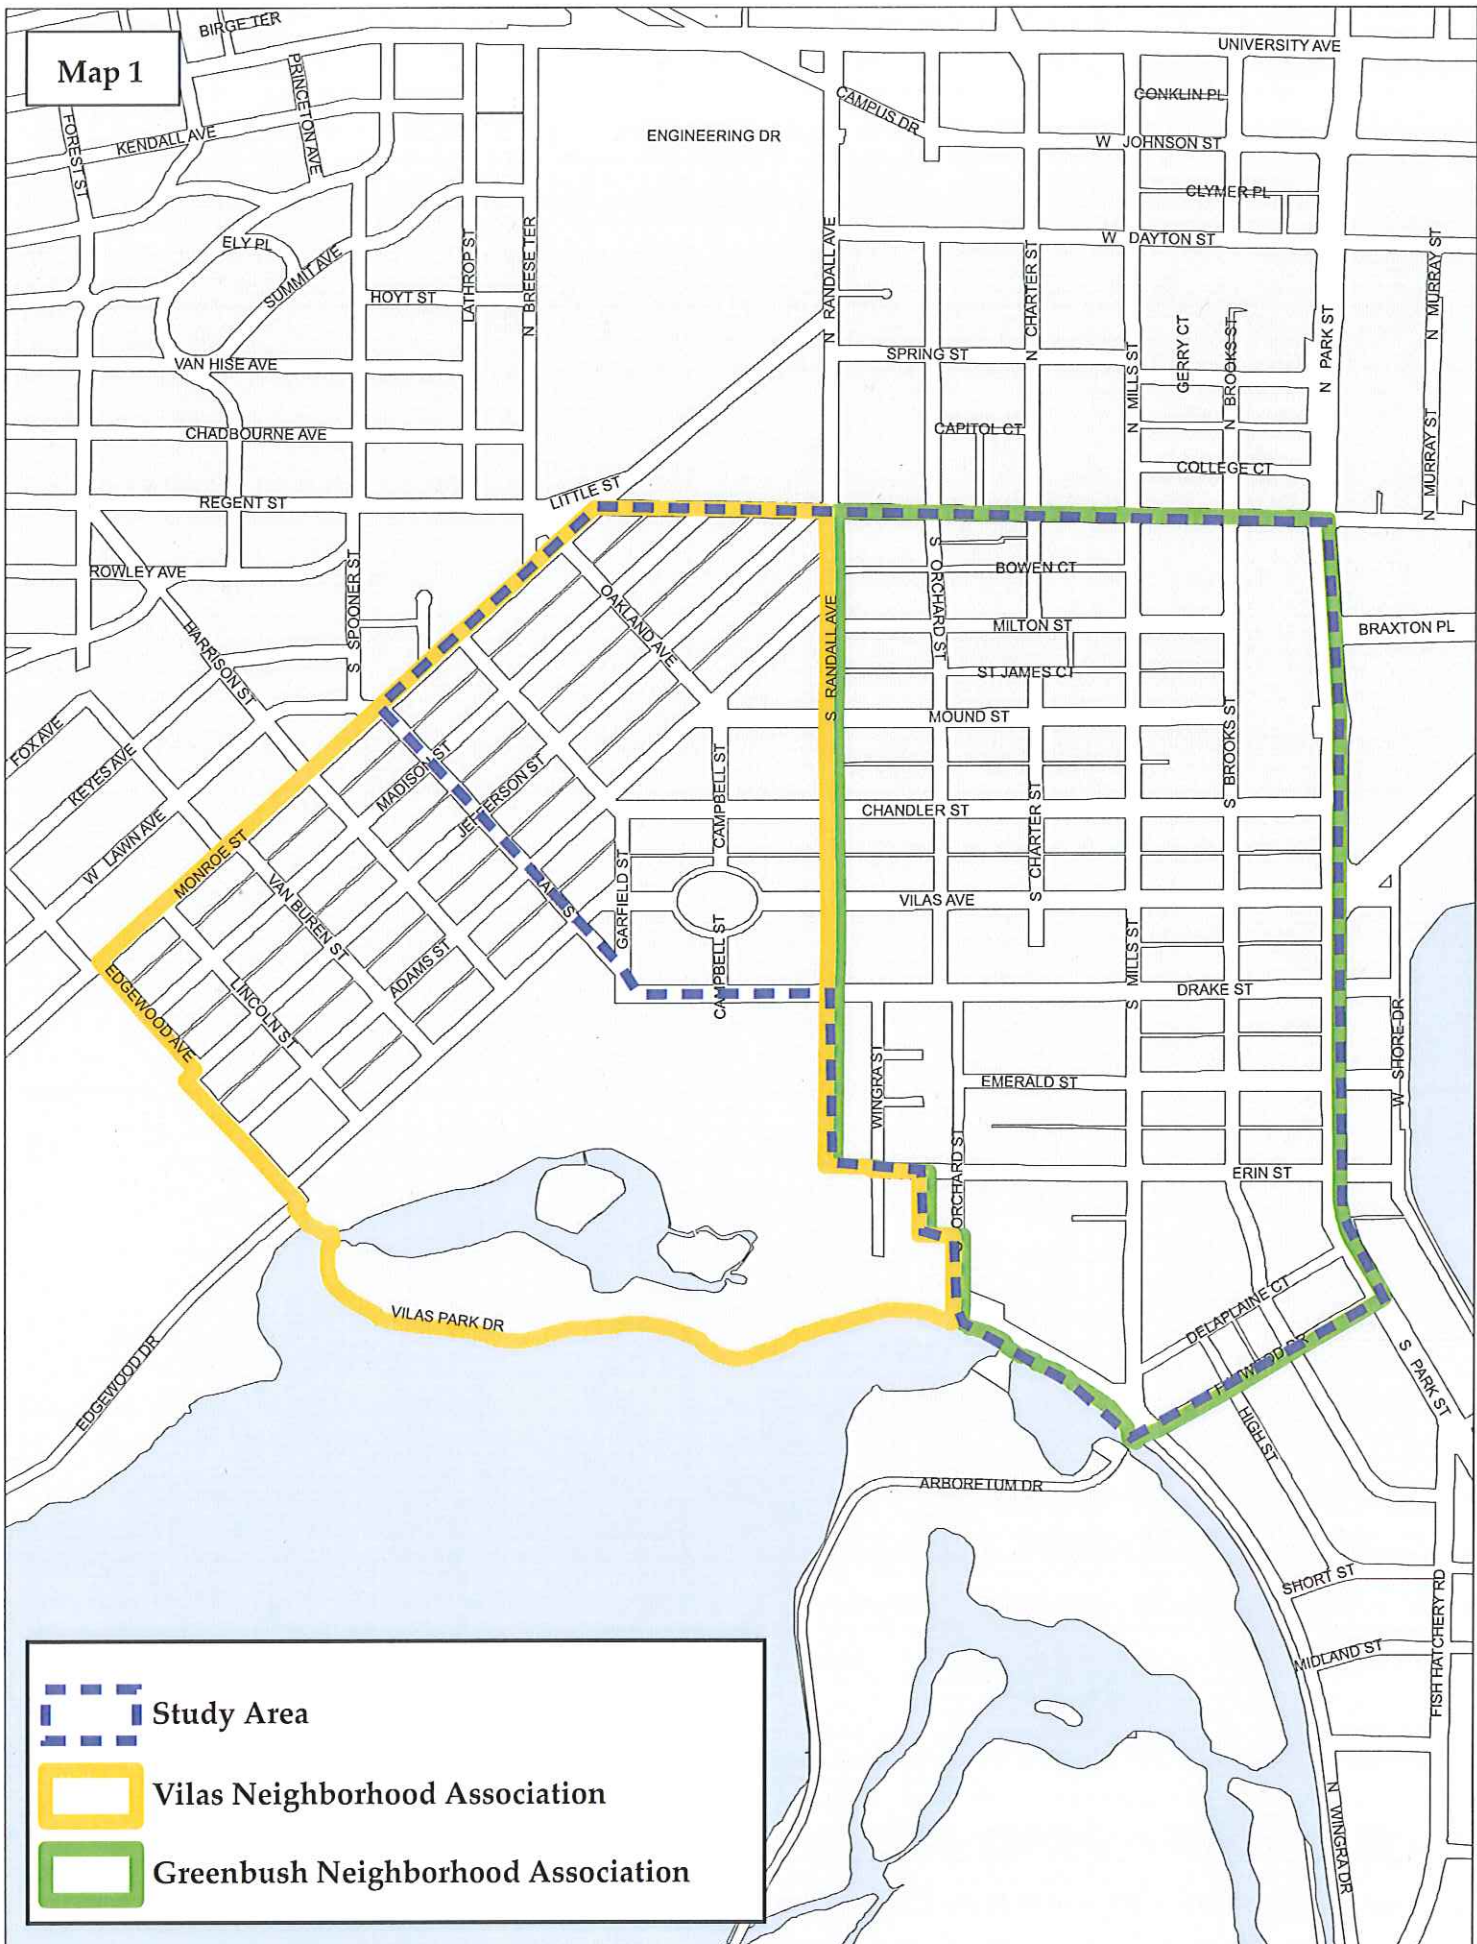 Map 1
BIRGE TER
UNIVERSITY AVE
PRINCETON AVE
CONKLIN PL
CAMPUS DR
FOREST ST
KENDALL AVE
ENGINEERING DR
W JOHNSON ST
CLYMER PL
ELY PL
SUMMIT AVE
LATHROP ST
N BREESE TER
N RANDALL AVE
W DAYTON ST
N CHARTER ST
N MURRAY ST
HOYT ST
SPRING ST
N MILLS ST
GERRY CT
N BROOKS ST
N PARK ST
VAN HISE AVE
CHADBOURNE AVE
CAPITOL CT
COLLEGE CT
N MURRAY ST
REGENT ST
LITTLE ST
ROWLEY AVE
S SPOONER ST
OAKLAND AVE
S ORCHARD ST
BOWEN CT
MILTON ST
BRAXTON PL
HARRISON ST
S RANDALL AVE
ST JAMES CT
MOUND ST
FOX AVE
KEYES AVE
MADISON ST
JEFFERSON ST
CAMPBELL ST
S BROOKS ST
CHANDLER ST
S CHARTER ST
W LAWN AVE
MONROE ST
VAN BUREN ST
GARFIELD ST
VILAS AVE
CAMPBELL ST
S MILLS ST
ADAMS ST
LINCOLN ST
EDGEWOOD AVE
DRAKE ST
W SHORE DR
WINGRA ST
EMERALD ST
ORCHARD ST
ERIN ST
VILAS PARK DR
DELAPLAINE CT
EDGEWOOD DR
S PARK ST
HIGH ST
ARBORETUM DR
SHORT ST
FISH HATCHERY RD
MIDLAND ST
N WINGRA DR
Study Area
Vilas Neighborhood Association
Greenbush Neighborhood Association